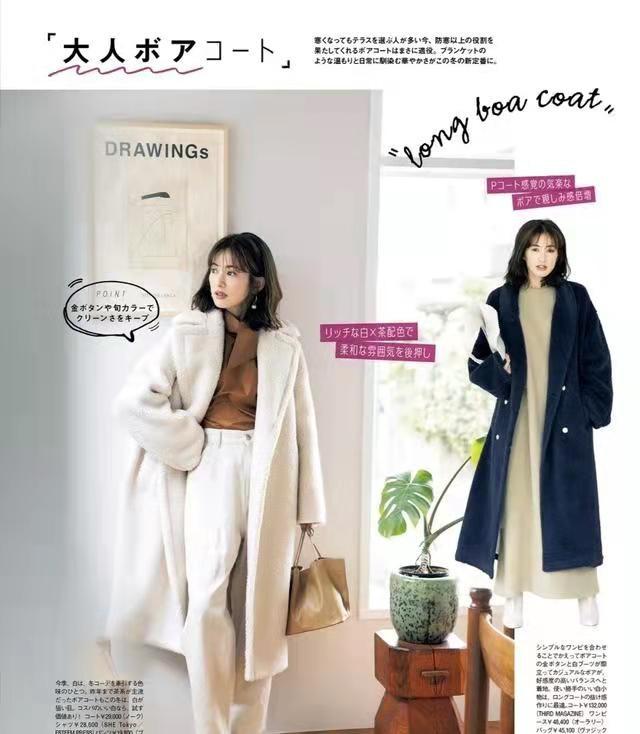 「大人ボアコート」
寒くなってもテラスを選ぶ人が多い今、防寒以上の役割を
果たしてくれるボアコートはまさに適役。ブランケットの
ような温もりと日常に馴染む華やかさがこの冬の新定番に。
"long boa coat"
DRAWINGs
Pコート感覚の気楽な
ボアで親しみ感倍増
POINT
金ボタンや旬カラーで
クリーンさをキープ
リッチな白×茶配色で
柔和な雰囲気を後押し
今季、白は、冬コーデを牽引する色
味のひとつ。昨年まで茶系が主流
だったボアコートもこの冬は、白が
狙い目。コスパのいい白なら、試す
価値あり! コート¥29,000(ノーク)
シャツ¥28,600(SHE Tokyo/
ESTEEM PRESS)パンツ¥19,800(ブ
シンプルなワンピを合わせ
ることでかえってボアコート
の金ボタンと白ブーツが際
立ってカジュアルなボアが、
好感度の高いバランスへと
着地。使い勝手のいい白小
物は、ロングコートの抜け感
作りに最適。コート¥132,000
(THIRD MAGAZINE) ワンピ
ース¥48,400(オーラリー)
バッグ¥45,100(ヴァジック